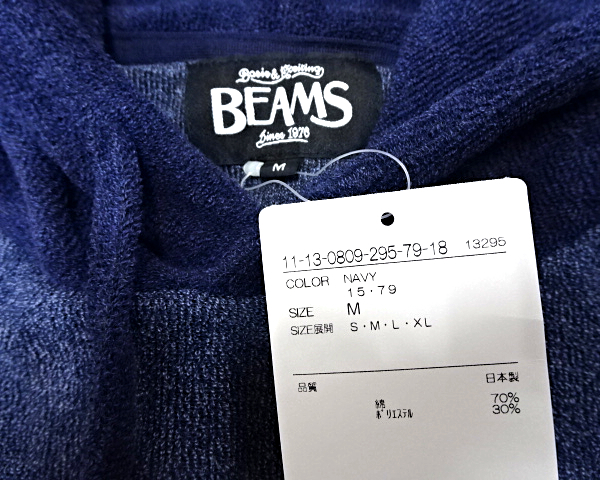 Basic & Exciting
BEAMS
Since 1976
M
11-13-0809-295-79-18 13295
COLOR NAVY
15・79
SIZE M
SIZE展開 S・M・L・XL
品質 日本製
綿 70%
ﾎﾟﾘｴｽﾃﾙ 30%